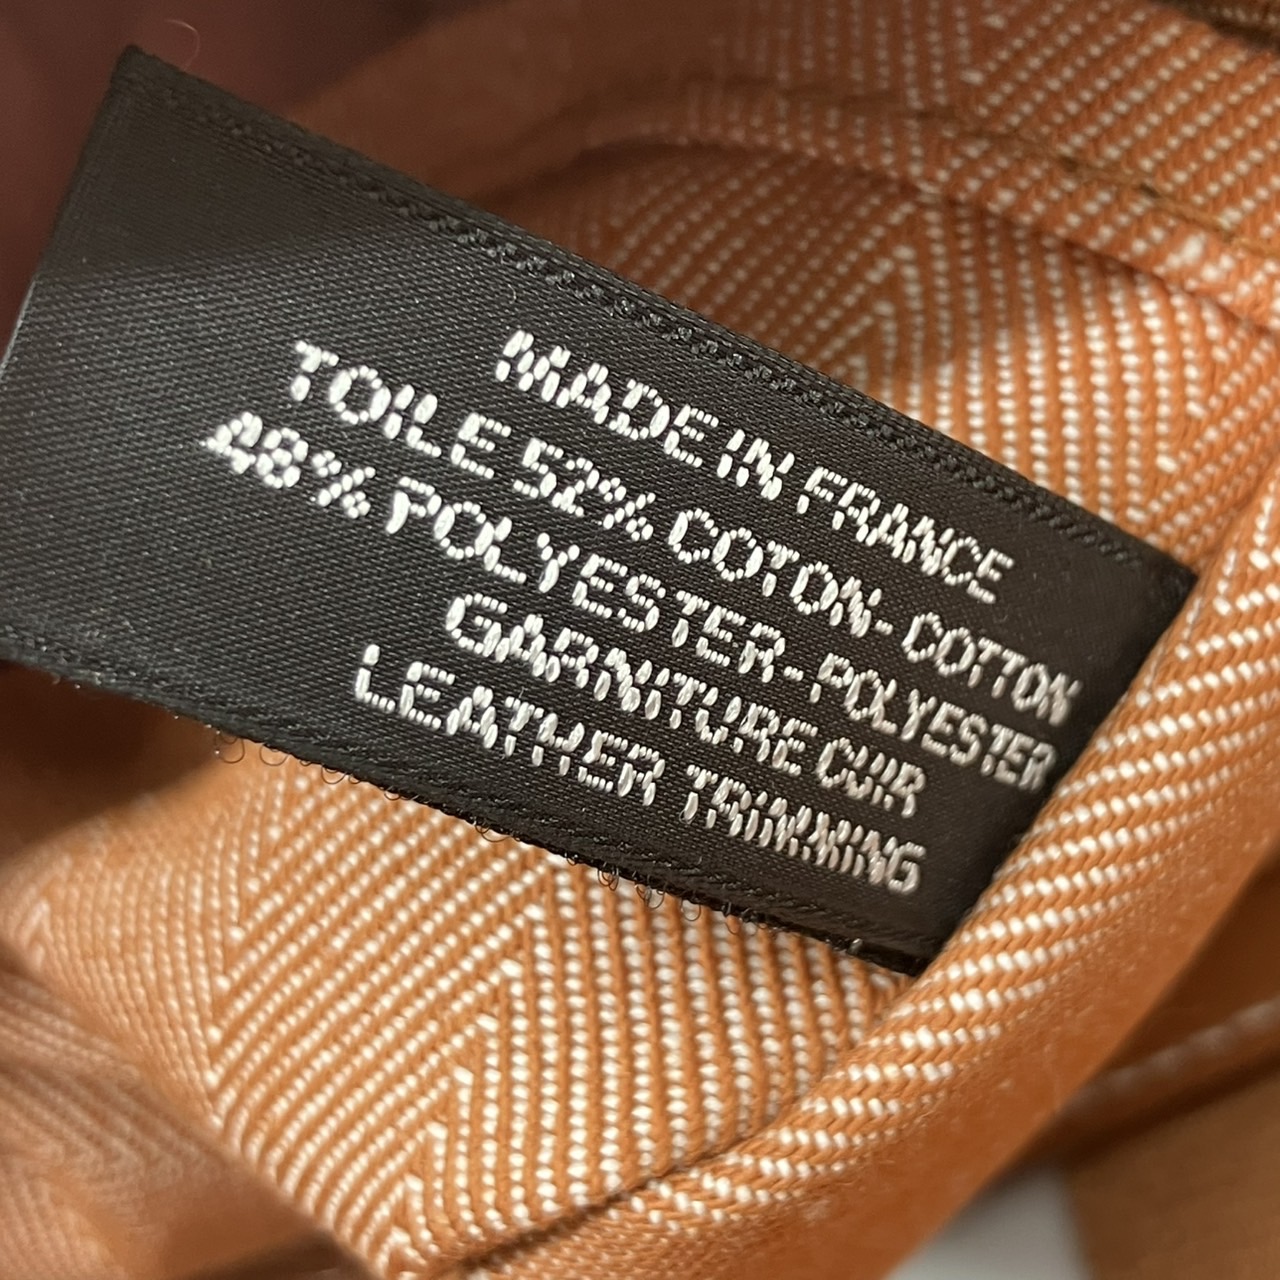 MADE IN FRANCE
TOILE 52% COTON-COTTON
48% POLYESTER-POLYESTER
GARNITURE CUIR
LEATHER TRIMMING